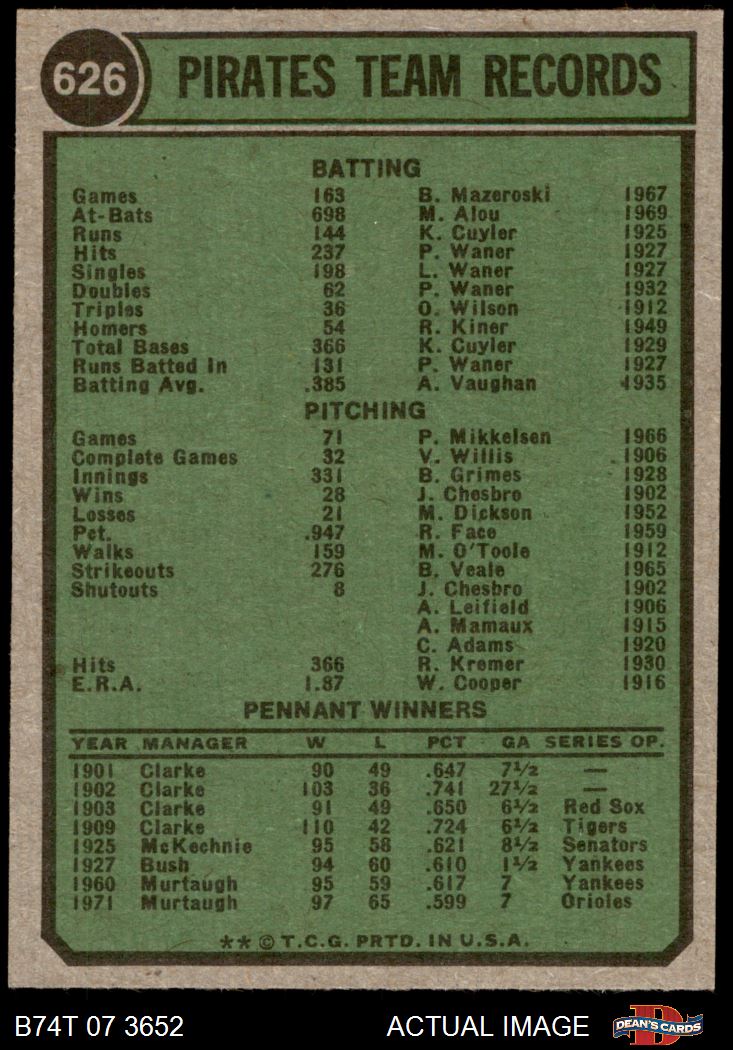 626 PIRATES TEAM RECORDS
BATTING
Games 163 B. Mazeroski 1967
At-Bats 698 M. Alou 1969
Runs 144 K. Cuyler 1925
Hits 237 P. Waner 1927
Singles 198 L. Waner 1927
Doubles 62 P. Waner 1932
Triples 36 O. Wilson 1912
Homers 54 R. Kiner 1949
Total Bases 366 K. Cuyler 1929
Runs Batted In 131 P. Waner 1927
Batting Avg. .385 A. Vaughan 1935
PITCHING
Games 71 P. Mikkelsen 1966
Complete Games 32 V. Willis 1906
Innings 331 B. Grimes 1928
Wins 28 J. Chesbro 1902
Losses 21 M. Dickson 1952
Pct. .947 R. Face 1959
Walks 159 M. O'Toole 1912
Strikeouts 276 B. Veale 1965
Shutouts 8 J. Chesbro 1902
A. Leifield 1906
A. Mamaux 1915
C. Adams 1920
Hits 366 R. Kremer 1930
E.R.A. 1.87 W. Cooper 1916
PENNANT WINNERS
YEAR MANAGER W L PCT GA SERIES OP.
1901 Clarke 90 49 .647 7½ —
1902 Clarke 103 36 .741 27½ —
1903 Clarke 91 49 .650 6½ Red Sox
1909 Clarke 110 42 .724 6½ Tigers
1925 McKechnie 95 58 .621 8½ Senators
1927 Bush 94 60 .610 1½ Yankees
1960 Murtaugh 95 59 .617 7 Yankees
1971 Murtaugh 97 65 .599 7 Orioles
** © T.C.G. PRTD. IN U.S.A.
B74T 07 3652 ACTUAL IMAGE D DEAN'S CARDS